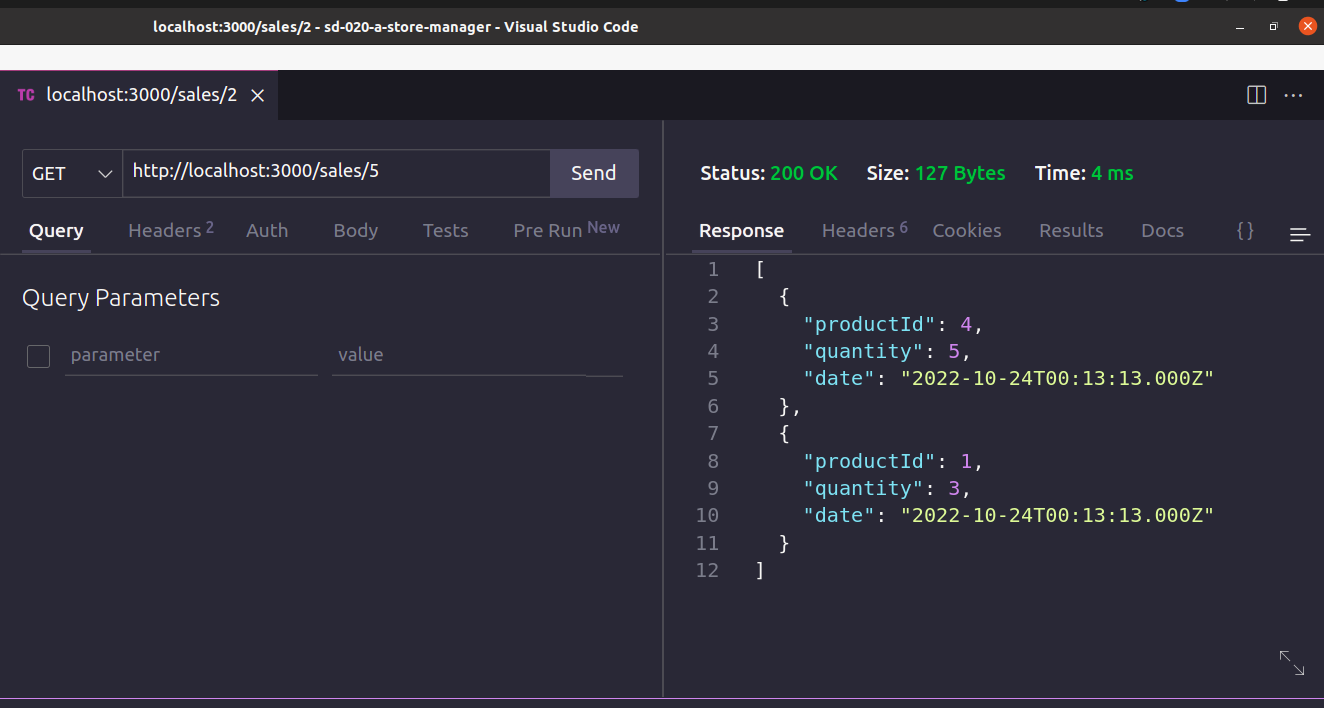 localhost:3000/sales/2 - sd-020-a-store-manager - Visual Studio Code
TC localhost:3000/sales/2
GET http://localhost:3000/sales/5 Send
Query Headers 2 Auth Body Tests Pre Run New
Query Parameters
parameter value
Status: 200 OK Size: 127 Bytes Time: 4 ms
Response Headers 6 Cookies Results Docs {}
1 [
2 {
3 "productId": 4,
4 "quantity": 5,
5 "date": "2022-10-24T00:13:13.000Z"
6 },
7 {
8 "productId": 1,
9 "quantity": 3,
10 "date": "2022-10-24T00:13:13.000Z"
11 }
12 ]